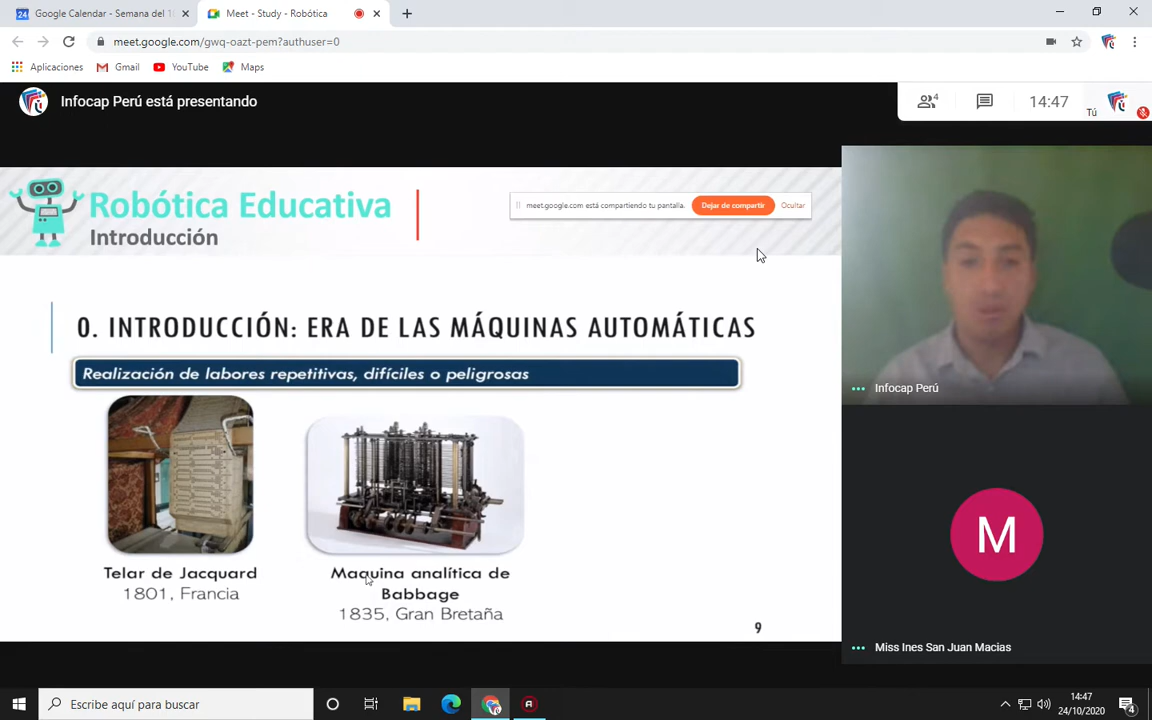 24 Google Calendar - Semana del 1
Meet - Study - Robótica
meet.google.com/gwq-oazt-pem?authuser=0
Aplicaciones
Gmail
YouTube
Maps
Infocap Perú está presentando
4
14:47
Tú
Robótica Educativa
Introducción
meet.google.com está compartiendo tu pantalla.
Dejar de compartir
Ocultar
0. INTRODUCCIÓN: ERA DE LAS MÁQUINAS AUTOMÁTICAS
Realización de labores repetitivas, difíciles o peligrosas
Telar de Jacquard
1801, Francia
Maquina analítica de
Babbage
1835, Gran Bretaña
9
Infocap Perú
M
Miss Ines San Juan Macias
Escribe aquí para buscar
14:47
24/10/2020
4